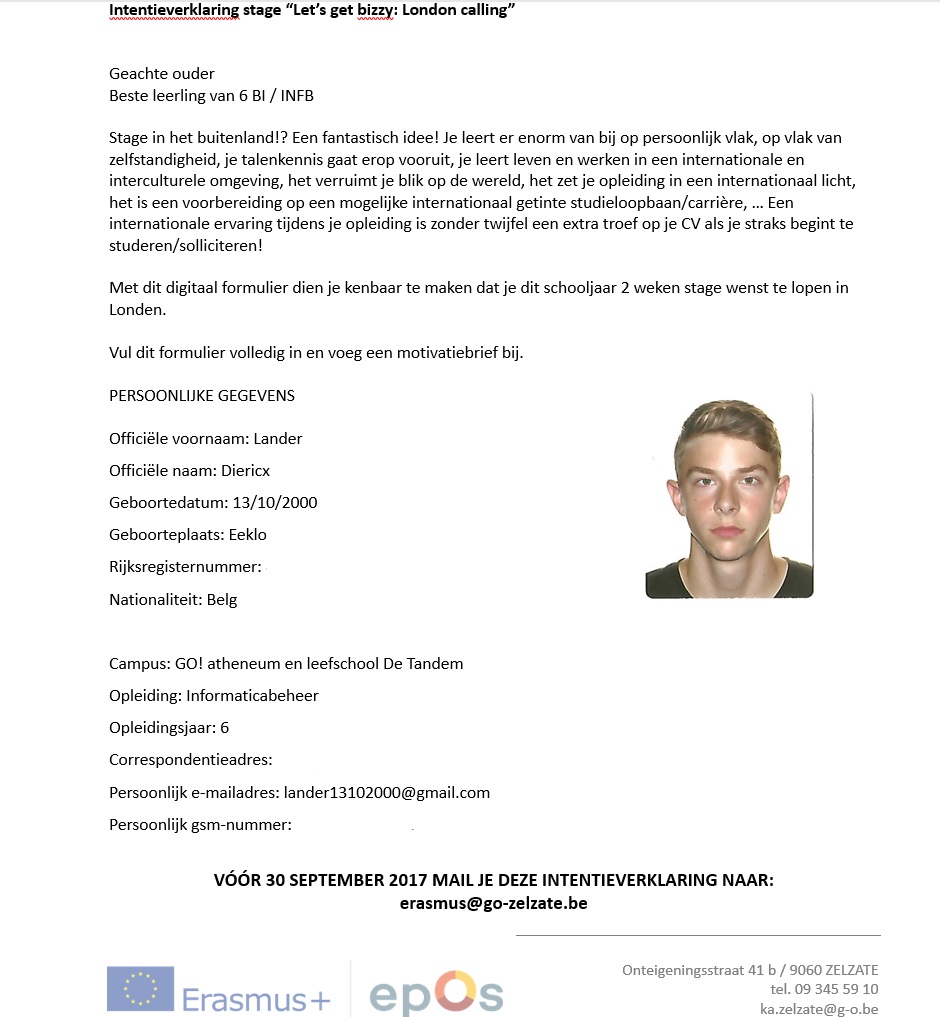 Intentieverklaring stage “Let’s get bizzy: London calling”
Geachte ouder
Beste leerling van 6 BI / INFB
Stage in het buitenland!? Een fantastisch idee! Je leert er enorm van bij op persoonlijk vlak, op vlak van
zelfstandigheid, je talenkennis gaat erop vooruit, je leert leven en werken in een internationale en
interculturele omgeving, het verruimt je blik op de wereld, het zet je opleiding in een internationaal licht,
het is een voorbereiding op een mogelijke internationaal getinte studieloopbaan/carrière, … Een
internationale ervaring tijdens je opleiding is zonder twijfel een extra troef op je CV als je straks begint te
studeren/solliciteren!
Met dit digitaal formulier dien je kenbaar te maken dat je dit schooljaar 2 weken stage wenst te lopen in
Londen.
Vul dit formulier volledig in en voeg een motivatiebrief bij.
PERSOONLIJKE GEGEVENS
Officiële voornaam: Lander
Officiële naam: Diericx
Geboortedatum: 13/10/2000
Geboorteplaats: Eeklo
Rijksregisternummer:
Nationaliteit: Belg
Campus: GO! atheneum en leefschool De Tandem
Opleiding: Informaticabeheer
Opleidingsjaar: 6
Correspondentieadres:
Persoonlijk e-mailadres: lander13102000@gmail.com
Persoonlijk gsm-nummer:
VÓÓR 30 SEPTEMBER 2017 MAIL JE DEZE INTENTIEVERKLARING NAAR:
erasmus@go-zelzate.be
Erasmus+
epos
Onteigeningsstraat 41 b / 9060 ZELZATE
tel. 09 345 59 10
ka.zelzate@g-o.be